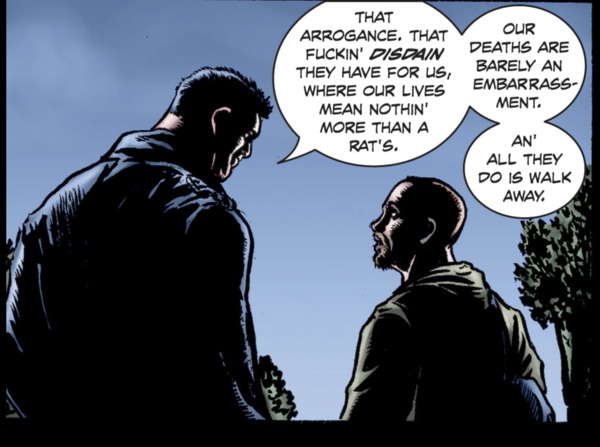 THAT
ARROGANCE. THAT
FUCKIN' DISDAIN
THEY HAVE FOR US,
WHERE OUR LIVES
MEAN NOTHIN'
MORE THAN A
RAT'S.
OUR
DEATHS ARE
BARELY AN
EMBARRASS-
MENT.
AN'
ALL THEY
DO IS WALK
AWAY.